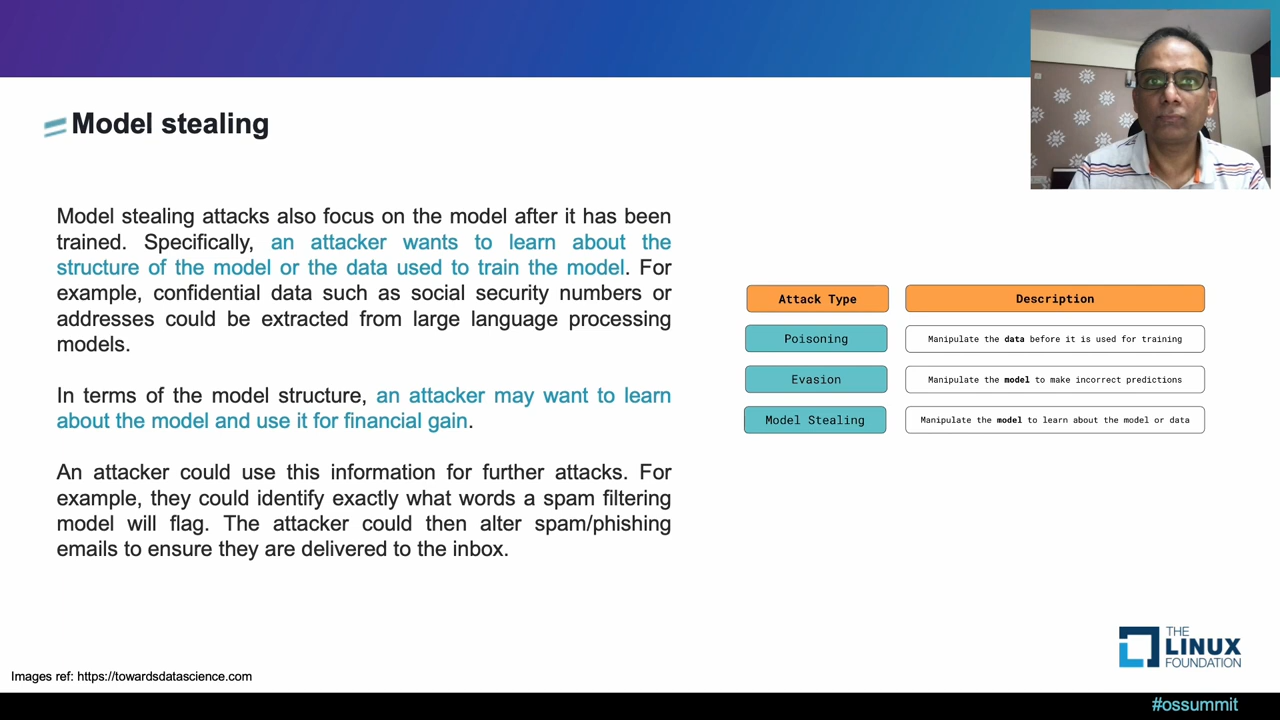 Model stealing
Model stealing attacks also focus on the model after it has been
trained. Specifically, an attacker wants to learn about the
structure of the model or the data used to train the model. For
example, confidential data such as social security numbers or
addresses could be extracted from large language processing
models.
In terms of the model structure, an attacker may want to learn
about the model and use it for financial gain.
An attacker could use this information for further attacks. For
example, they could identify exactly what words a spam filtering
model will flag. The attacker could then alter spam/phishing
emails to ensure they are delivered to the inbox.
Attack Type Description
Poisoning Manipulate the data before it is used for training
Evasion Manipulate the model to make incorrect predictions
Model Stealing Manipulate the model to learn about the model or data
THE
LINUX
FOUNDATION
Images ref: https://towardsdatascience.com
#ossummit